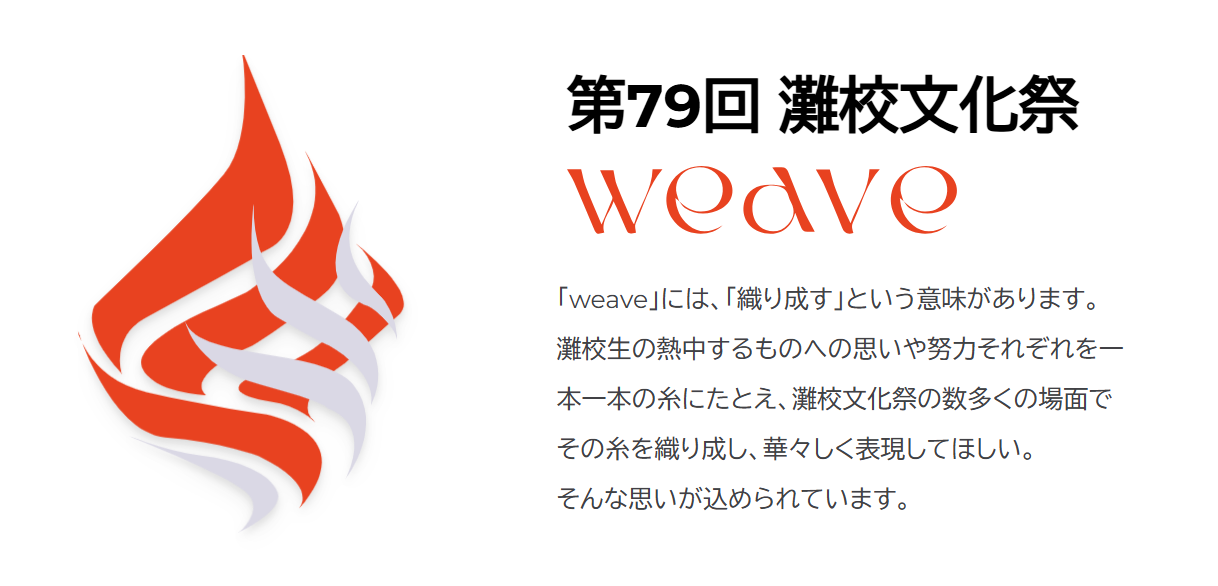 第79回 灘校文化祭
weave
「weave」には、「織り成す」という意味があります。
灘校生の熱中するものへの思いや努力それぞれを一
本一本の糸にたとえ、灘校文化祭の数多くの場面で
その糸を織り成し、華々しく表現してほしい。
そんな思いが込められています。